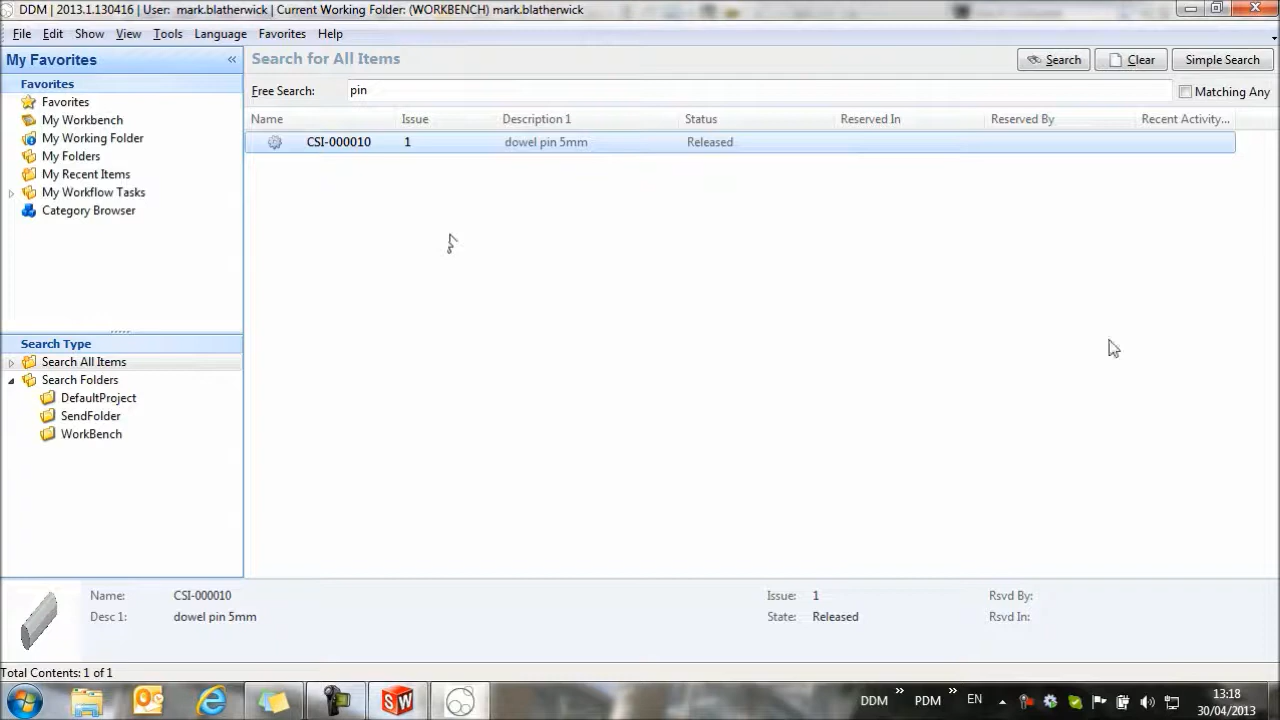 DDM | 2013.1.130416 | User:  mark.blatherwick | Current Working Folder: (WORKBENCH) mark.blatherwick
File Edit Show View Tools Language Favorites Help
My Favorites «
Search for All Items
Search
Clear
Simple Search
Favorites
Free Search: pin
Matching Any
Favorites
My Workbench
My Working Folder
My Folders
My Recent Items
My Workflow Tasks
Category Browser
Name Issue Description 1 Status Reserved In Reserved By Recent Activity...
CSI-000010 1 dowel pin 5mm Released
Search Type
Search All Items
Search Folders
DefaultProject
SendFolder
WorkBench
Name: CSI-000010 Issue: 1 Rsvd By:
Desc 1: dowel pin 5mm State: Released Rsvd In:
Total Contents: 1 of 1
SW
DDM » PDM » EN
13:18
30/04/2013